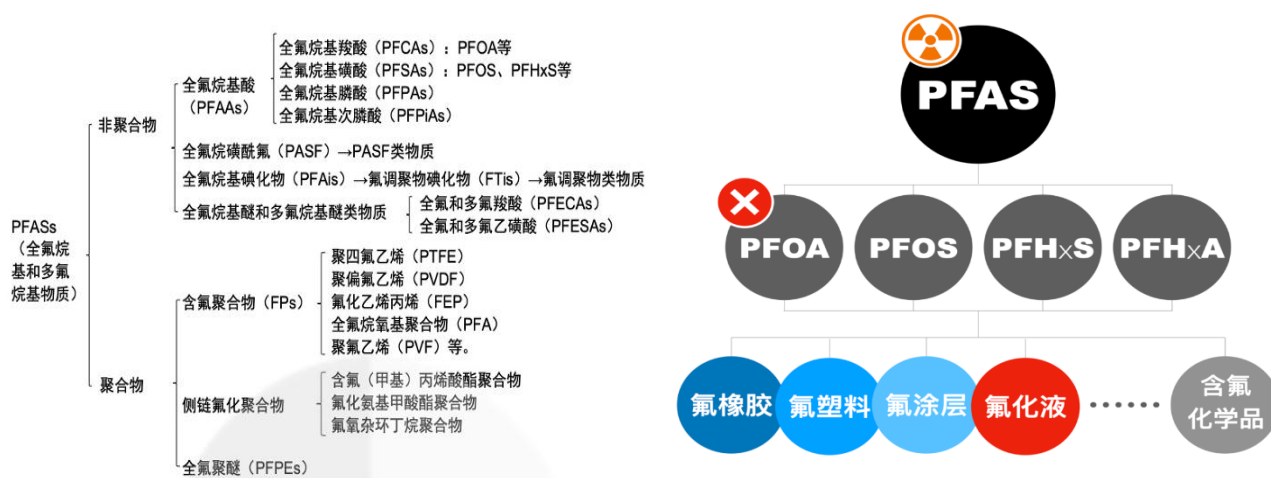 PFASs
（全氟烷
基和多氟
烷基物质）
非聚合物
全氟烷基酸
（PFAAs）
全氟烷基羧酸（PFCAs）：PFOA等
全氟烷基磺酸（PFSAs）：PFOS、PFHxS等
全氟烷基膦酸（PFPAs）
全氟烷基次膦酸（PFPiAs）
全氟烷磺酰氟（PASF）→PASF类物质
全氟烷基碘化物（PFAis）→氟调聚物碘化物（FTis）→氟调聚物类物质
全氟烷基醚和多氟烷基醚类物质
全氟和多氟羧酸（PFECAs）
全氟和多氟乙磺酸（PFESAs）
聚合物
含氟聚合物（FPs）
聚四氟乙烯（PTFE）
聚偏氟乙烯（PVDF）
氟化乙烯丙烯（FEP）
全氟烷氧基聚合物（PFA）
聚氟乙烯（PVF）等。
侧链氟化聚合物
含氟（甲基）丙烯酸酯聚合物
氟化氨基甲酸酯聚合物
氟氧杂环丁烷聚合物
全氟聚醚（PFPEs）
PFAS
PFOA
PFOS
PFHxS
PFHxA
氟橡胶
氟塑料
氟涂层
氟化液
……
含氟
化学品